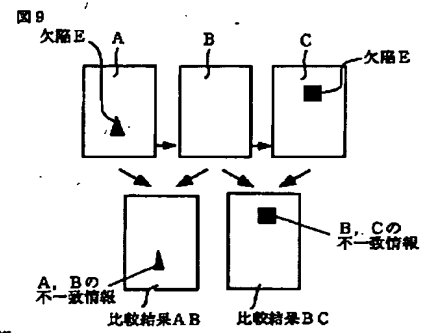 図9
欠陥E
A
B
C
欠陥E
A,Bの
不一致情報
B,Cの
不一致情報
比較結果AB
比較結果BC